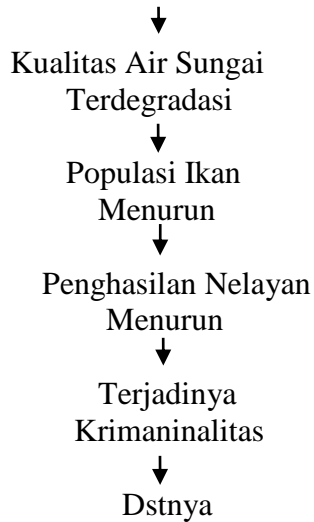 Kualitas Air Sungai
Terdegradasi
Populasi Ikan
Menurun
Penghasilan Nelayan
Menurun
Terjadinya
Krimaninalitas
Dstnya